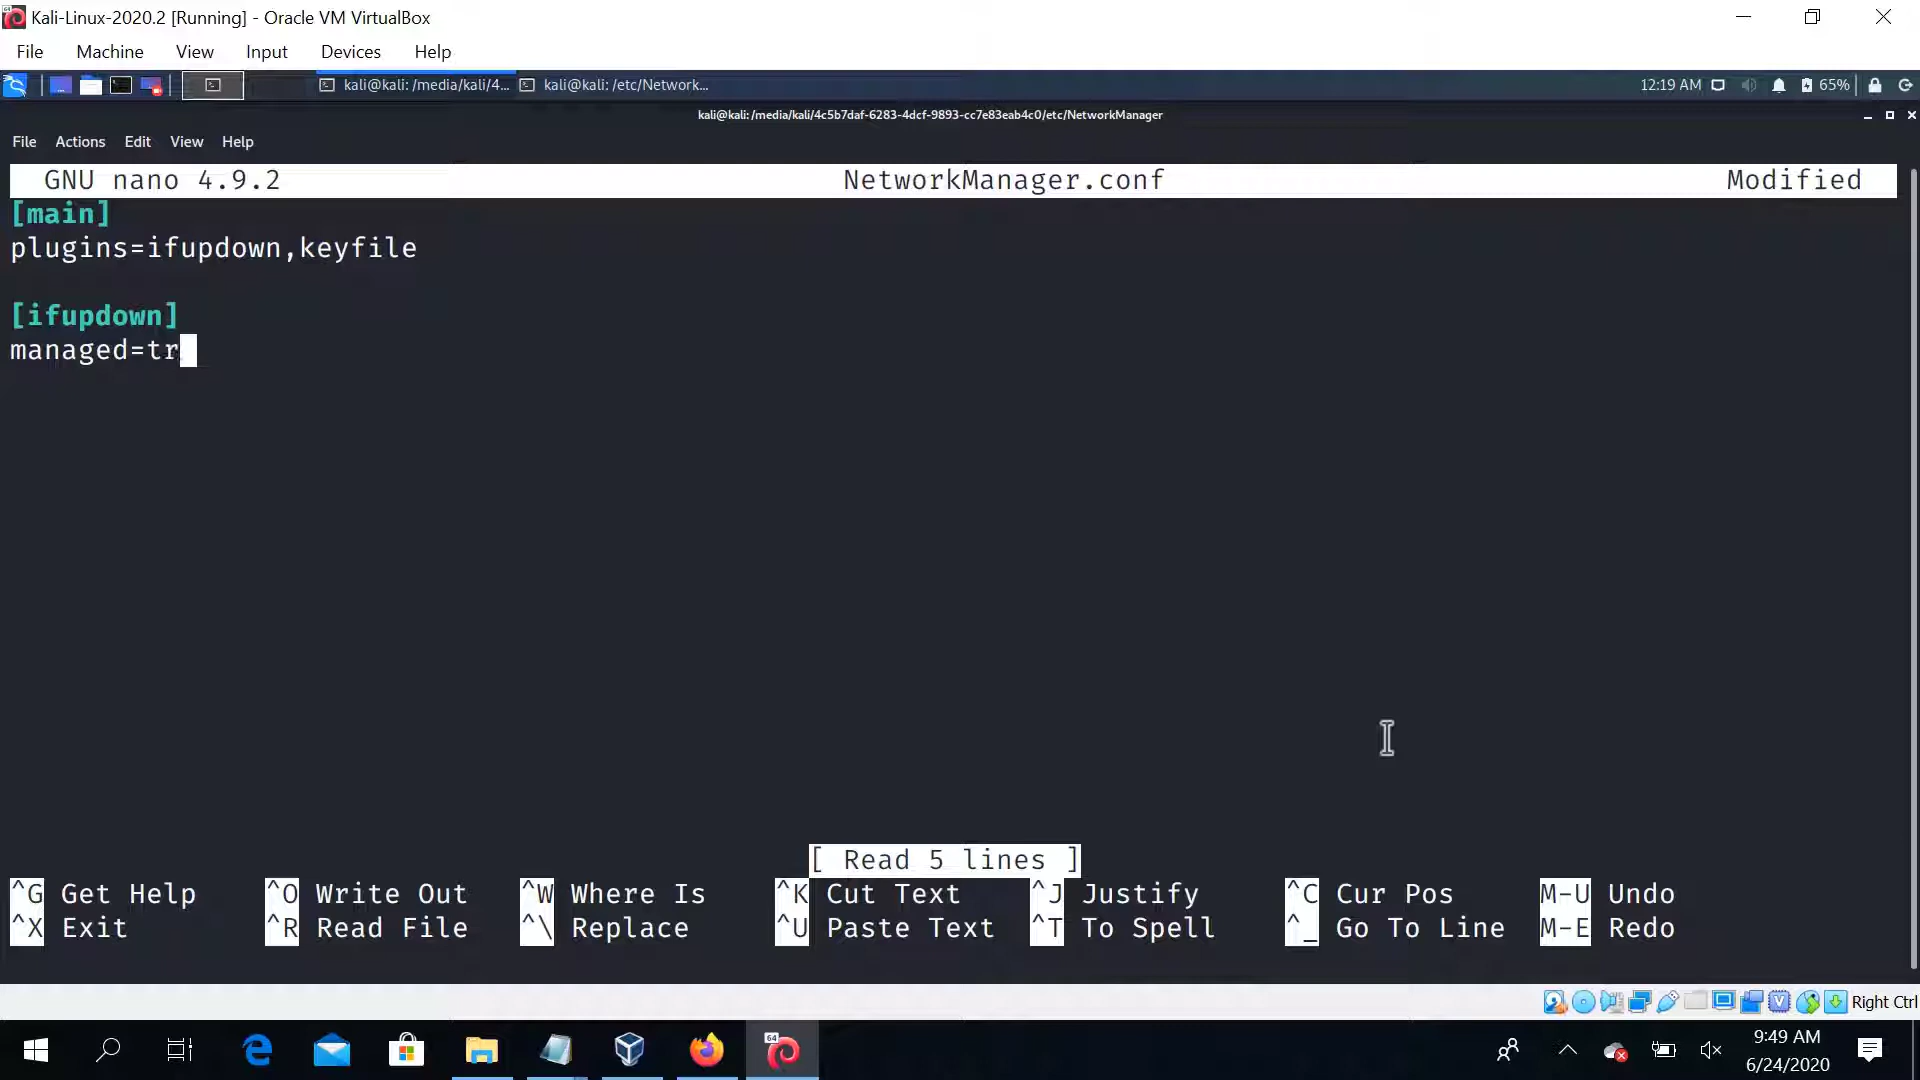 Kali-Linux-2020.2 [Running] - Oracle VM VirtualBox
File Machine View Input Devices Help
kali@kali: /media/kali/4... kali@kali: /etc/Network... 12:19 AM 65%
kali@kali: /media/kali/4c5b7daf-6283-4dcf-9893-cc7e83eab4c0/etc/NetworkManager
File Actions Edit View Help
GNU nano 4.9.2 NetworkManager.conf Modified
[main]
plugins=ifupdown,keyfile
[ifupdown]
managed=tr
[ Read 5 lines ]
^G Get Help ^O Write Out ^W Where Is ^K Cut Text ^J Justify ^C Cur Pos M-U Undo
^X Exit ^R Read File ^\ Replace ^U Paste Text ^T To Spell ^_ Go To Line M-E Redo
Right Ctrl
64
9:49 AM
6/24/2020